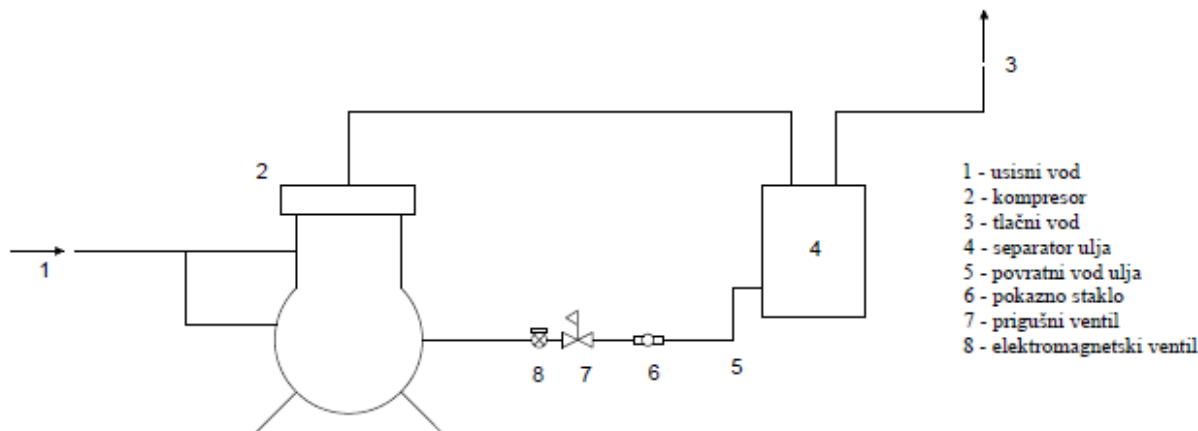 3
2
1
4
8
7
6
5
1 - usisni vod
2 - kompresor
3 - tlačni vod
4 - separator ulja
5 - povratni vod ulja
6 - pokazno staklo
7 - prigušni ventil
8 - elektromagnetski ventil